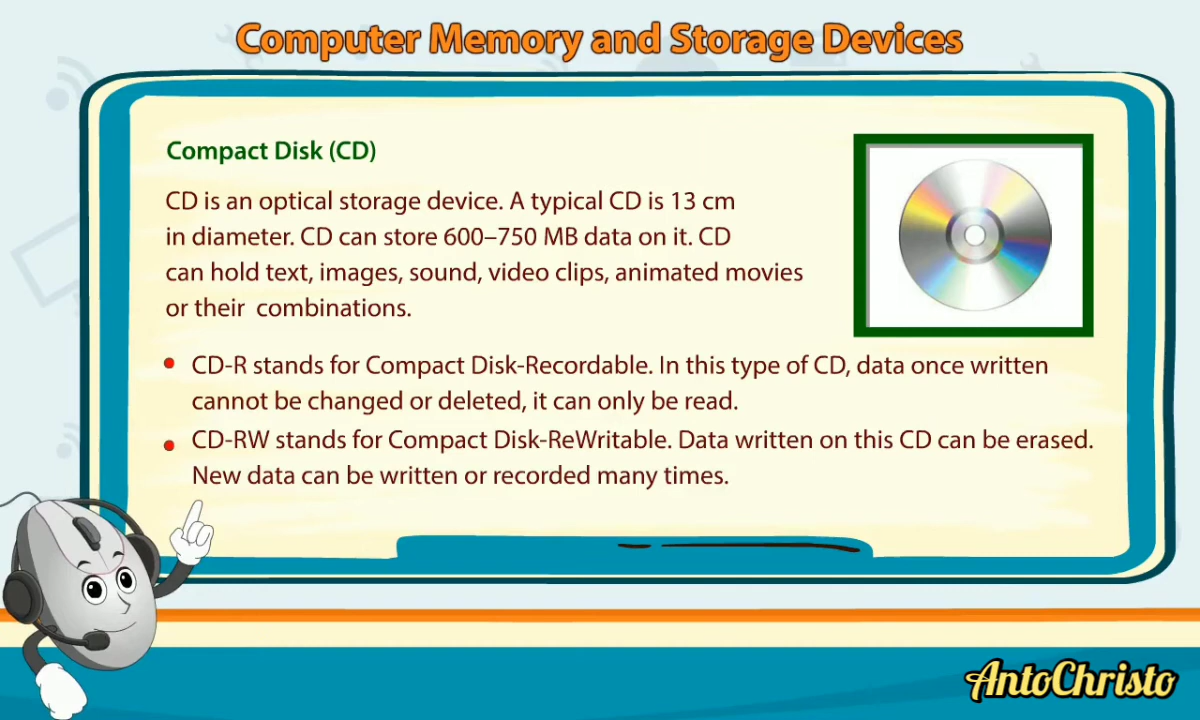 Computer Memory and Storage Devices
Compact Disk (CD)
CD is an optical storage device. A typical CD is 13 cm
in diameter. CD can store 600–750 MB data on it. CD
can hold text, images, sound, video clips, animated movies
or their combinations.
• CD-R stands for Compact Disk-Recordable. In this type of CD, data once written
cannot be changed or deleted, it can only be read.
• CD-RW stands for Compact Disk-ReWritable. Data written on this CD can be erased.
New data can be written or recorded many times.
AntoChristo